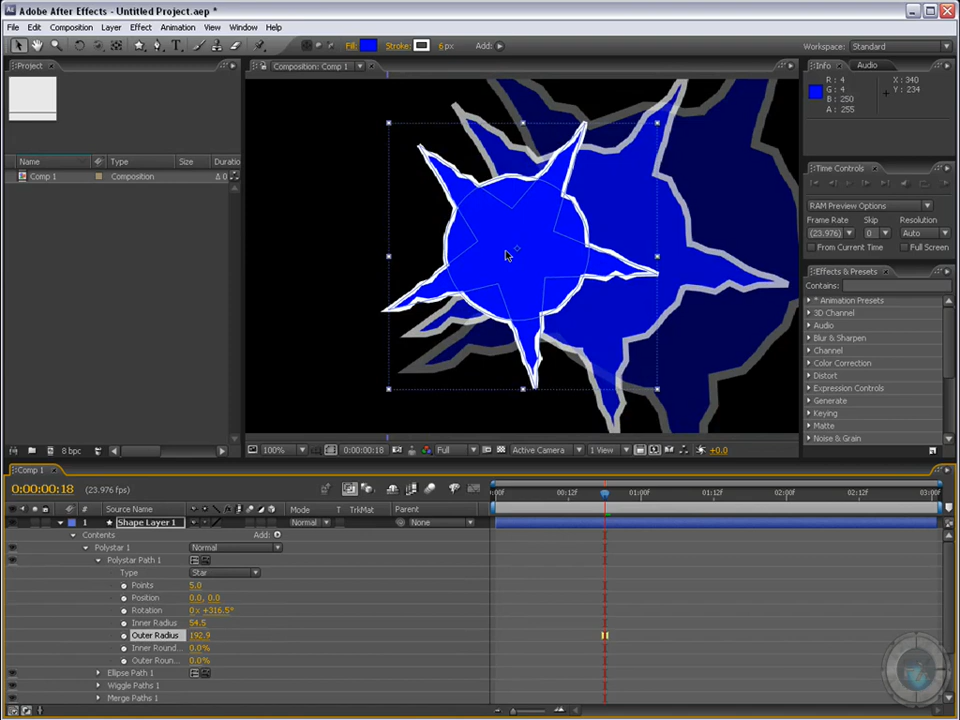 Adobe After Effects - Untitled Project.aep *
File Edit Composition Layer Effect Animation View Window Help
Fill: Stroke: 6 px Add: Workspace: Standard
Project
Composition: Comp 1
Info Audio
R: 4 X: 340
G: 4 Y: 234
B: 250
A: 255
Name Type Size Duratio
Comp 1 Composition
Time Controls
RAM Preview Options
Frame Rate Skip Resolution
(23.976) 0 Auto
From Current Time Full Screen
Effects & Presets
Contains:
* Animation Presets
3D Channel
Audio
Blur & Sharpen
Channel
Color Correction
Distort
Expression Controls
Generate
Keying
Matte
Noise & Grain
8 bpc
100% 0:00:00:18 Full Active Camera 1 View +0.0
Comp 1
0:00:00:18 (23.976 fps)
:00f 00:12f 01:00f 01:12f 02:00f 02:12f 03:00f
# Source Name Mode T TrkMat Parent
1 Shape Layer 1 Normal None
Contents Add:
Polystar 1 Normal
Polystar Path 1
Type Star
Points 5.0
Position 0.0, 0.0
Rotation 0 x +316.5°
Inner Radius 54.5
Outer Radius 192.9
Inner Roun... 0.0%
Outer Roun... 0.0%
Ellipse Path 1
Wiggle Paths 1
Merge Paths 1